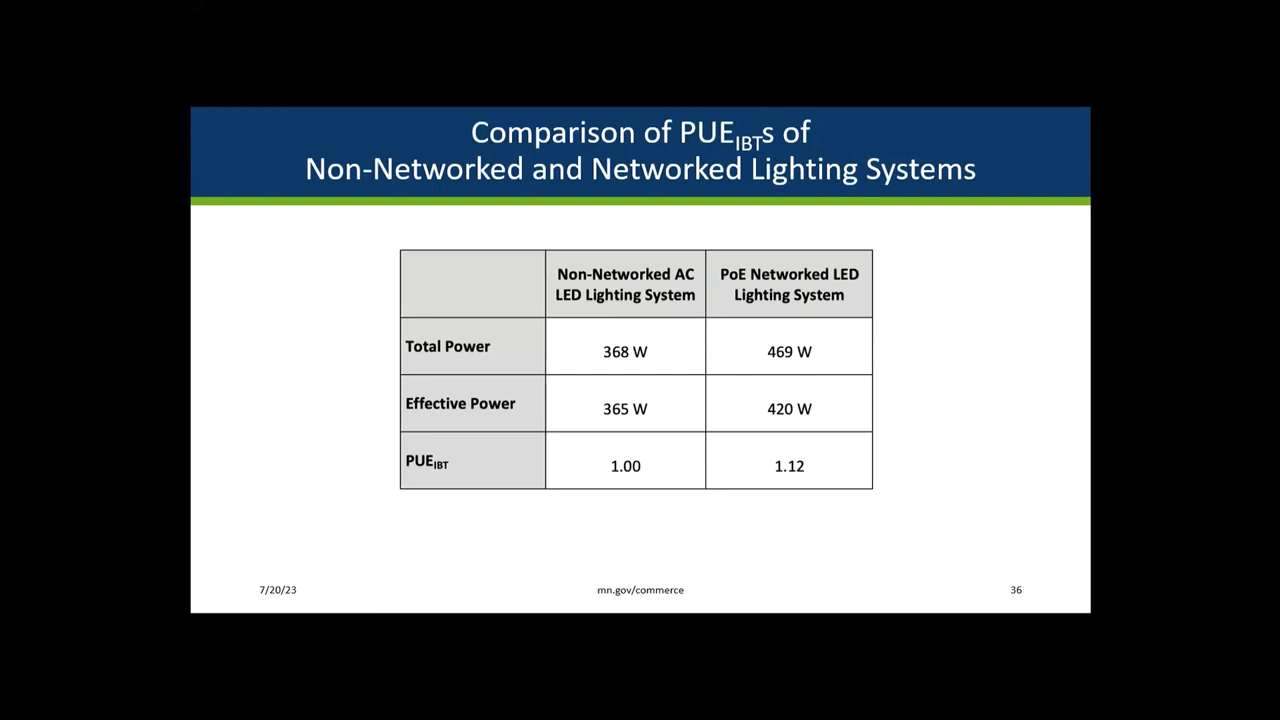 Comparison of PUEIBTs of
Non-Networked and Networked Lighting Systems
Non-Networked AC
LED Lighting System
PoE Networked LED
Lighting System
Total Power
368 W
469 W
Effective Power
365 W
420 W
PUEIBT
1.00
1.12
7/20/23
mn.gov/commerce
36